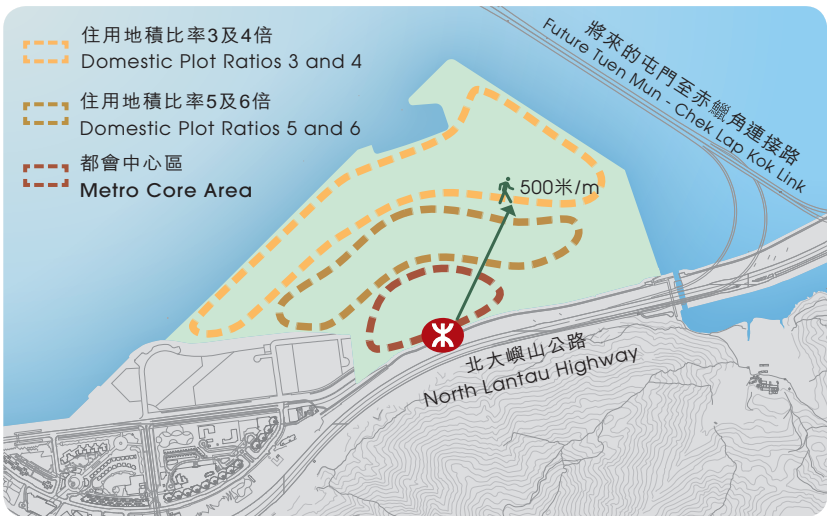 住用地積比率3及4倍
Domestic Plot Ratios 3 and 4
住用地積比率5及6倍
Domestic Plot Ratios 5 and 6
都會中心區
Metro Core Area
將來的屯門至赤鱲角連接路
Future Tuen Mun - Chek Lap Kok Link
500米/m
北大嶼山公路
North Lantau Highway